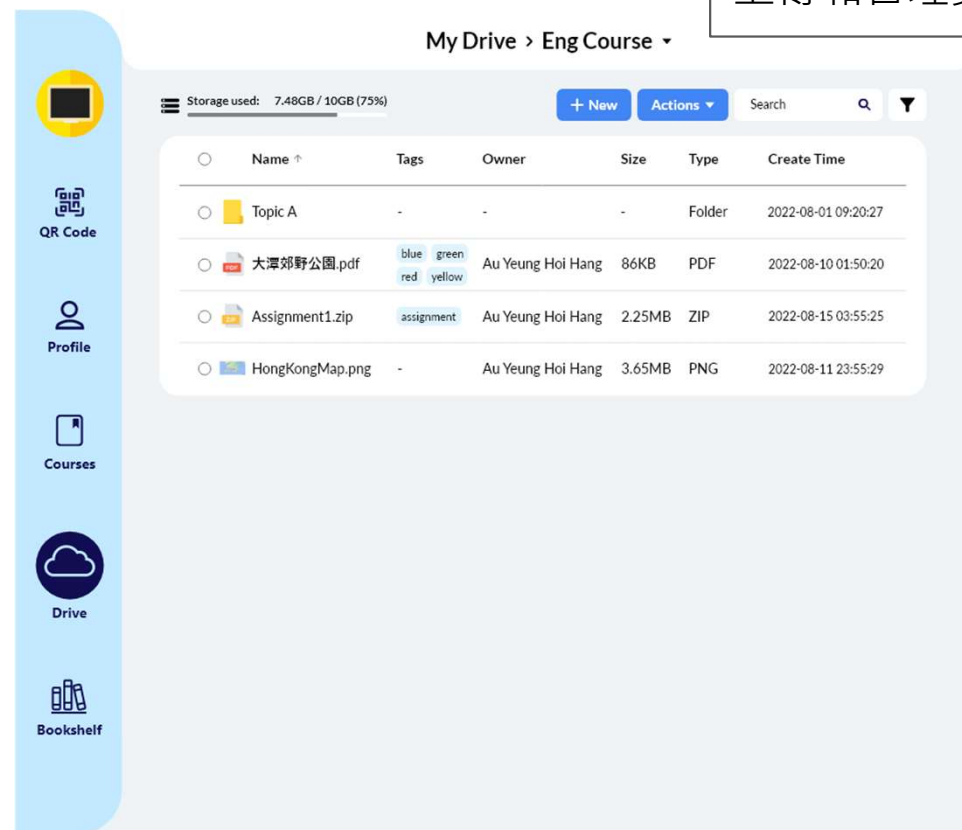 My Drive > Eng Course
Storage used: 7.48GB / 10GB (75%)
+ New
Actions
Search
Name ↑ Tags Owner Size Type Create Time
Topic A - - - Folder 2022-08-01 09:20:27
大潭郊野公園.pdf blue green red yellow Au Yeung Hoi Hang 86KB PDF 2022-08-10 01:50:20
Assignment1.zip assignment Au Yeung Hoi Hang 2.25MB ZIP 2022-08-15 03:55:25
HongKongMap.png - Au Yeung Hoi Hang 3.65MB PNG 2022-08-11 23:55:29
QR Code
Profile
Courses
Drive
Bookshelf